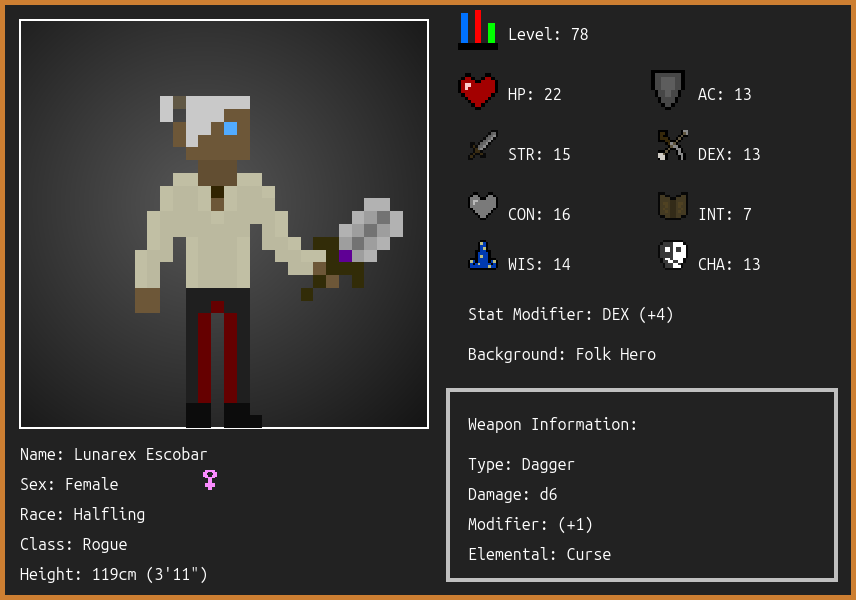 Level: 78
HP: 22
AC: 13
STR: 15
DEX: 13
CON: 16
INT: 7
WIS: 14
CHA: 13
Stat Modifier: DEX (+4)
Background: Folk Hero
Name: Lunarex Escobar
Sex: Female
Race: Halfling
Class: Rogue
Height: 119cm (3'11")
Weapon Information:
Type: Dagger
Damage: d6
Modifier: (+1)
Elemental: Curse